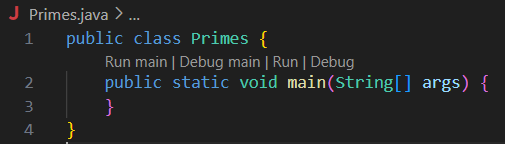 J Primes.java > ...
1 public class Primes {
Run main | Debug main | Run | Debug
2 public static void main(String[] args) {
3 }
4 }